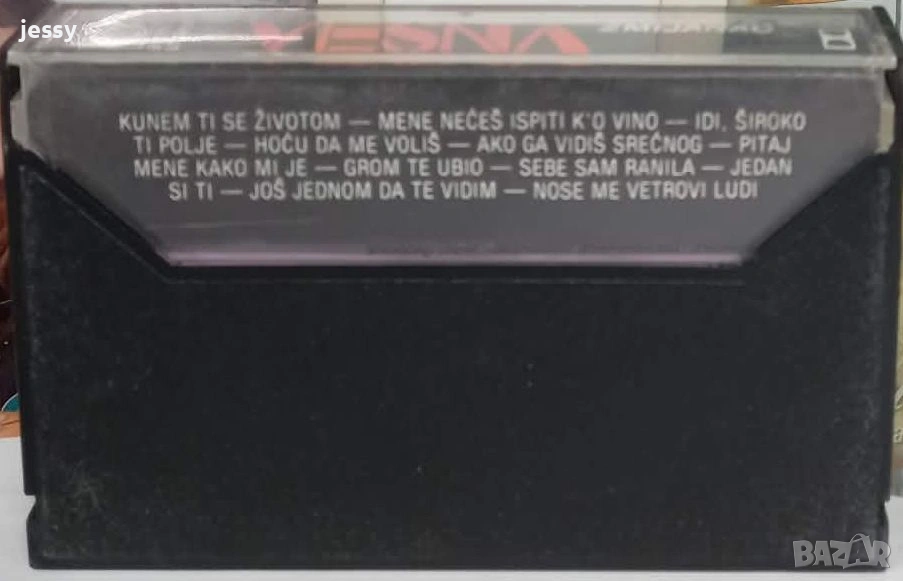 jessy
KUNEM TI SE ŽIVOTOM — MENE NEĆEŠ ISPITI K'O VINO — IDI, ŠIROKO
TI POLJE — HOĆU DA ME VOLIŠ — AKO GA VIDIŠ SREĆNOG — PITAJ
MENE KAKO MI JE — GROM TE UBIO — SEBE SAM RANILA — JEDAN
SI TI — JOŠ JEDNOM DA TE VIDIM — NOSE ME VETROVI LUDI
BAZAR